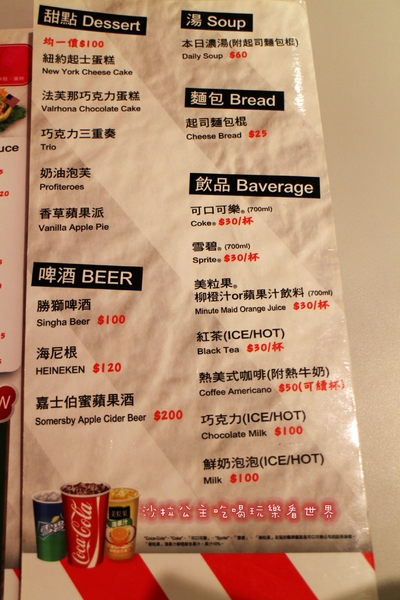 甜點 Dessert
均一價$100
紐約起士蛋糕
New York Cheese Cake
法芙那巧克力蛋糕
Valrhona Chocolate Cake
巧克力三重奏
Trio
奶油泡芙
Profiteroes
香草蘋果派
Vanilla Apple Pie
啤酒 BEER
勝獅啤酒
Singha Beer $100
海尼根
HEINEKEN $120
嘉士伯蜜蘋果酒
Somersby Apple Cider Beer $200
湯 Soup
本日濃湯(附起司麵包棍)
Daily Soup $60
麵包 Bread
起司麵包棍
Cheese Bread $25
飲品 Baverage
可口可樂® (700ml)
Coke® $30/杯
雪碧® (700ml)
Sprite® $30/杯
美粒果®
柳橙汁or蘋果汁飲料 (700ml)
Minute Maid Orange Juice $30/杯
紅茶(ICE/HOT)
Black Tea $30/杯
熱美式咖啡(附熱牛奶)
Coffee Americano $50(可續杯)
巧克力(ICE/HOT)
Chocolate Milk $100
鮮奶泡泡(ICE/HOT)
Milk $100
沙拉公主吃喝玩樂看世界
Coca-Cola
uce